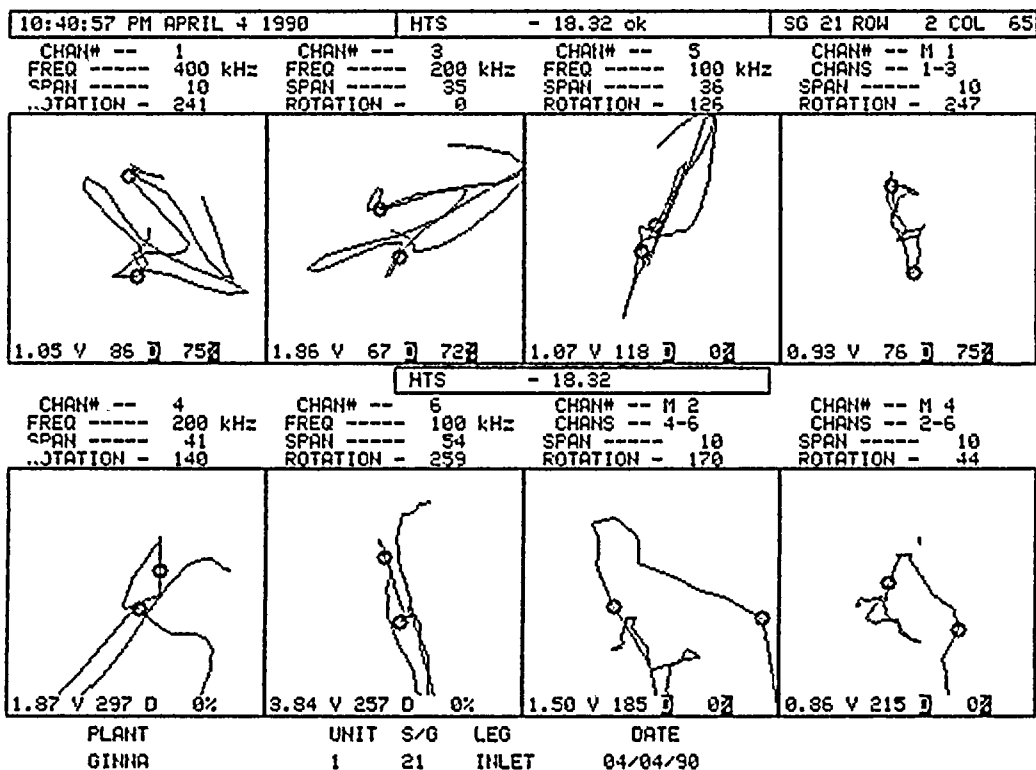 10:40:57 PM APRIL 4 1990 HTS - 18.32 ok SG 21 ROW 2 COL 65
CHAN# -- 1 CHAN# -- 3 CHAN# -- 5 CHAN# -- M 1
FREQ ----- 400 kHz FREQ ----- 200 kHz FREQ ----- 100 kHz CHANS -- 1-3
SPAN ----- 10 SPAN ----- 35 SPAN ----- 36 SPAN ----- 10
..OTATION - 241 ROTATION - 0 ROTATION - 126 ROTATION - 247
1.05 V 86 D 75% 1.86 V 67 D 72% 1.07 V 118 D 0% 0.93 V 76 D 75%
HTS - 18.32
CHAN# -- 4 CHAN# -- 6 CHAN# -- M 2 CHAN# -- M 4
FREQ ----- 200 kHz FREQ ----- 100 kHz CHANS -- 4-6 CHANS -- 2-6
SPAN ----- 41 SPAN ----- 54 SPAN ----- 10 SPAN ----- 10
..OTATION - 140 ROTATION - 259 ROTATION - 170 ROTATION - 44
1.87 V 297 D 0% 3.84 V 257 D 0% 1.50 V 185 D 0% 0.86 V 215 D 0%
PLANT UNIT S/G LEG DATE
GINNA 1 21 INLET 04/04/90